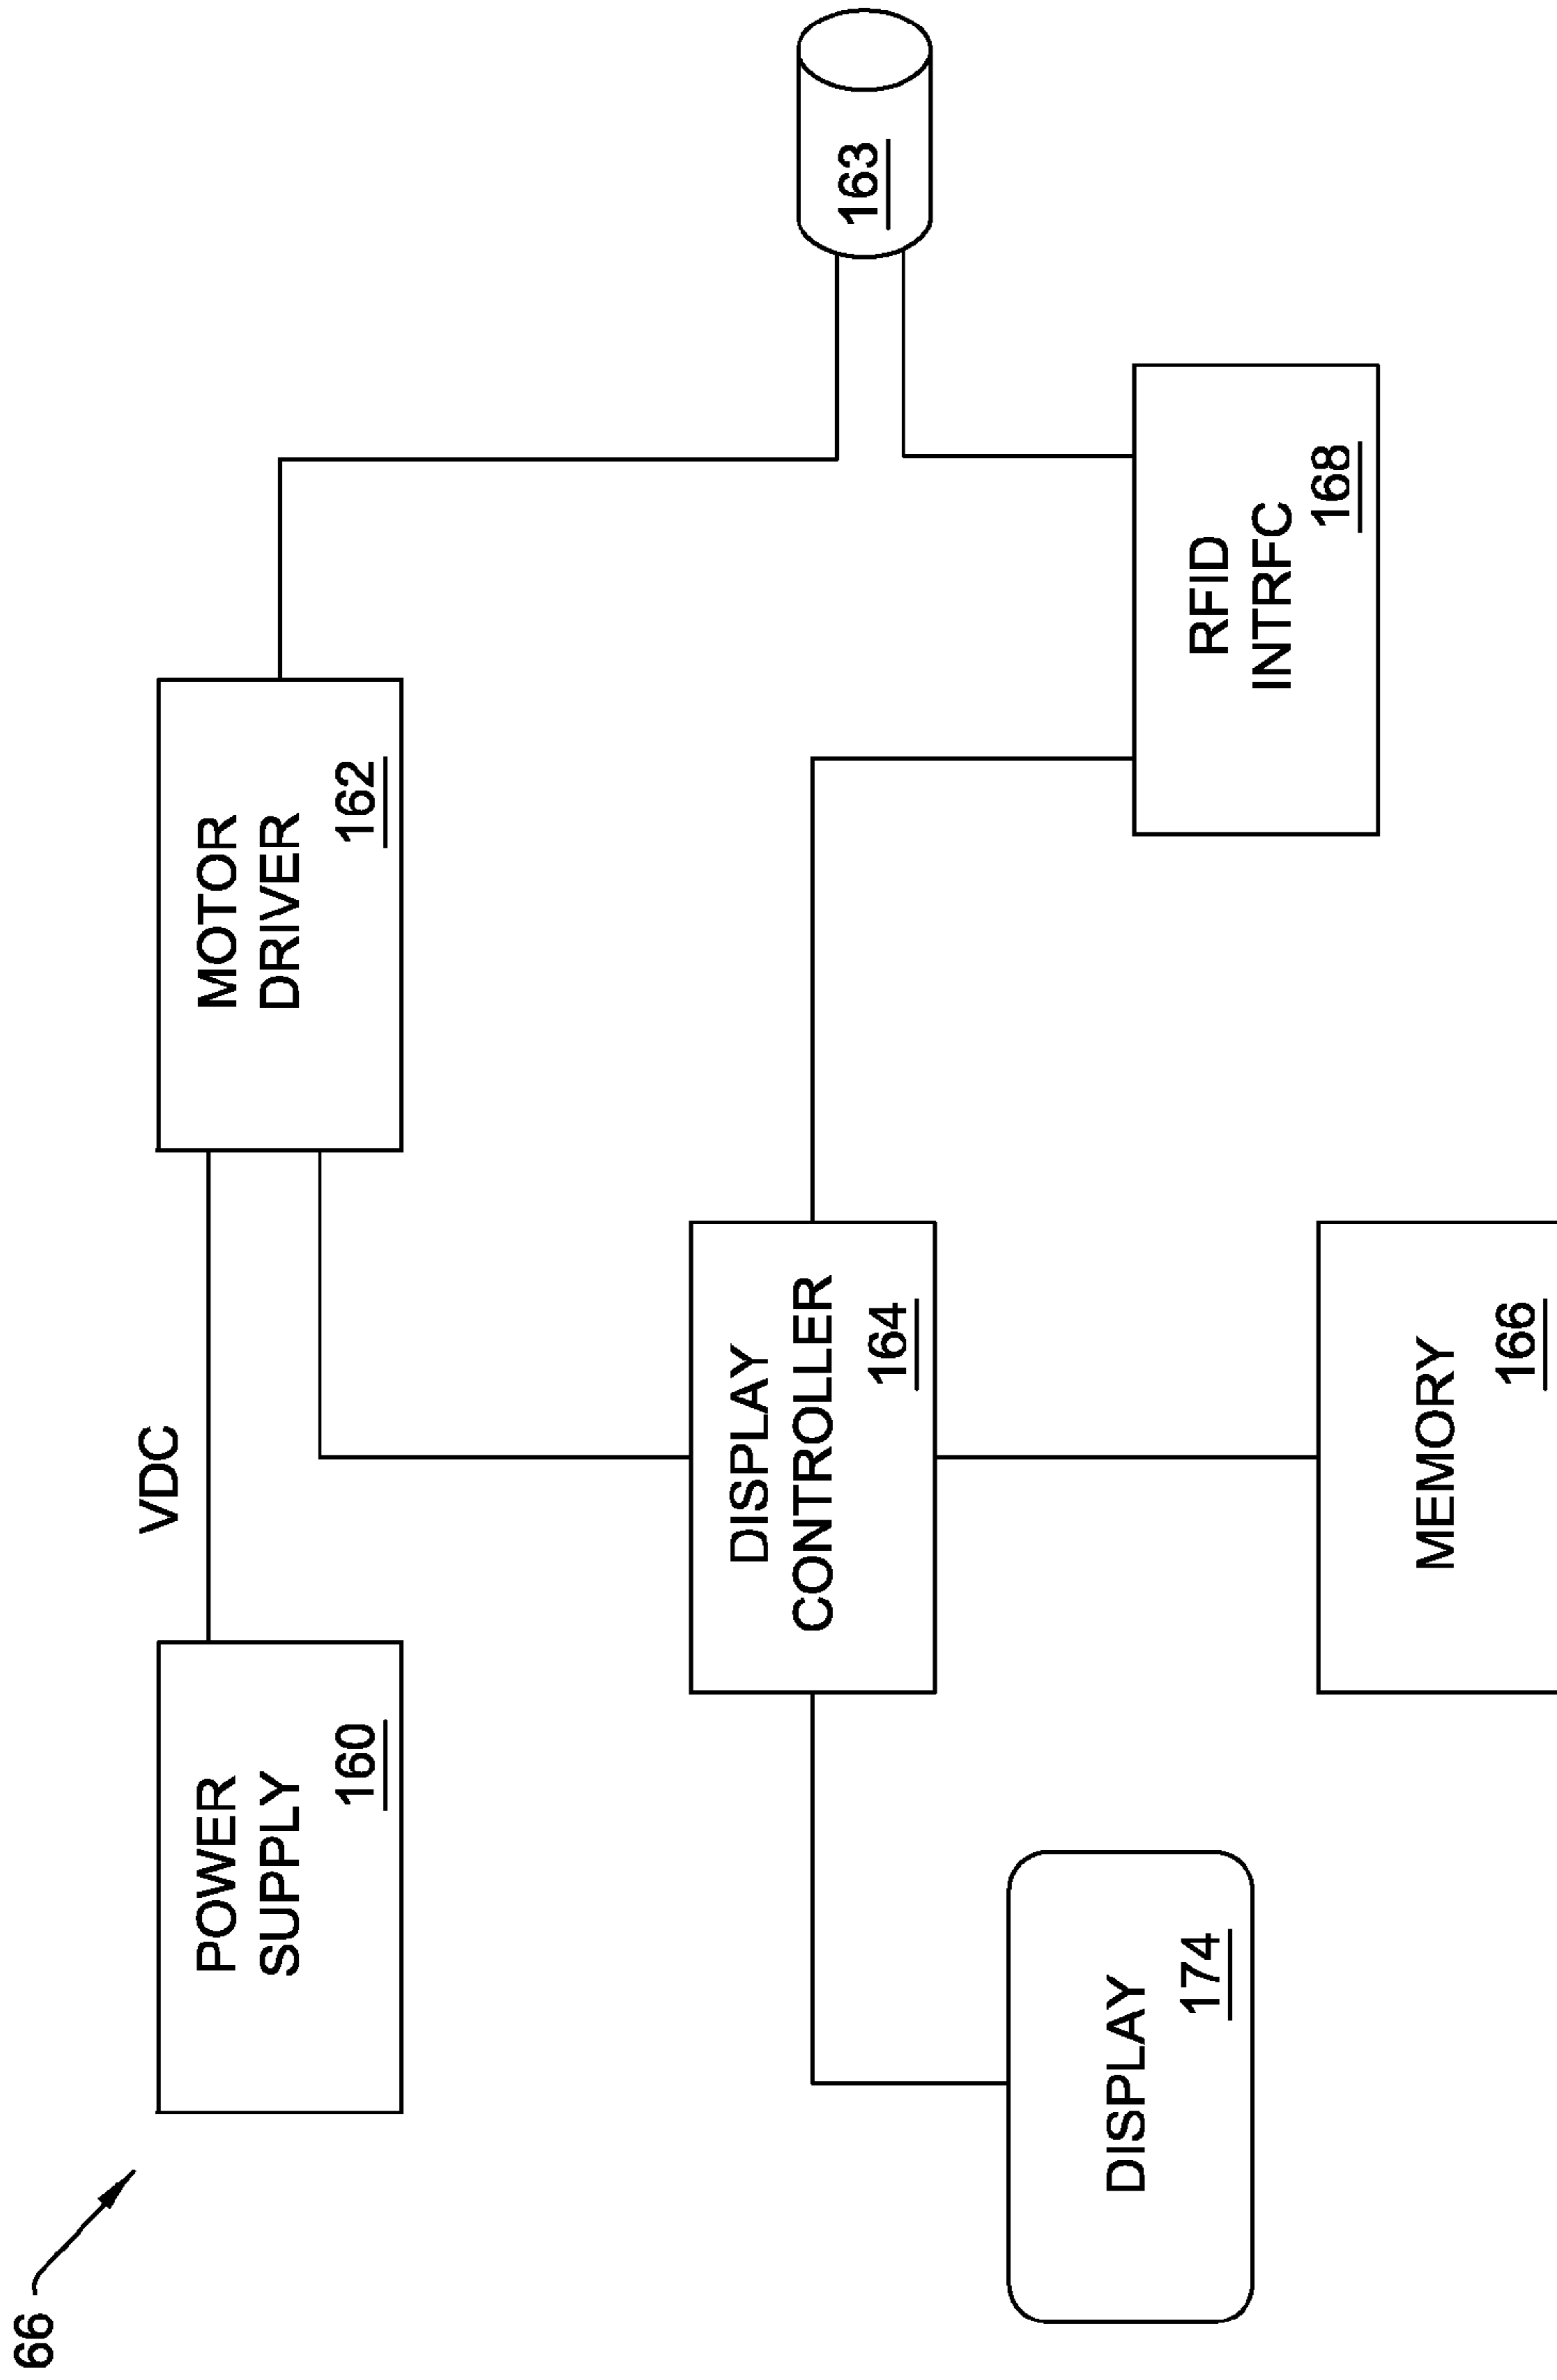 66
POWER
SUPPLY
160
VDC
MOTOR
DRIVER
162
163
DISPLAY
CONTROLLER
164
DISPLAY
174
MEMORY
166
RFID
INTRFC
168